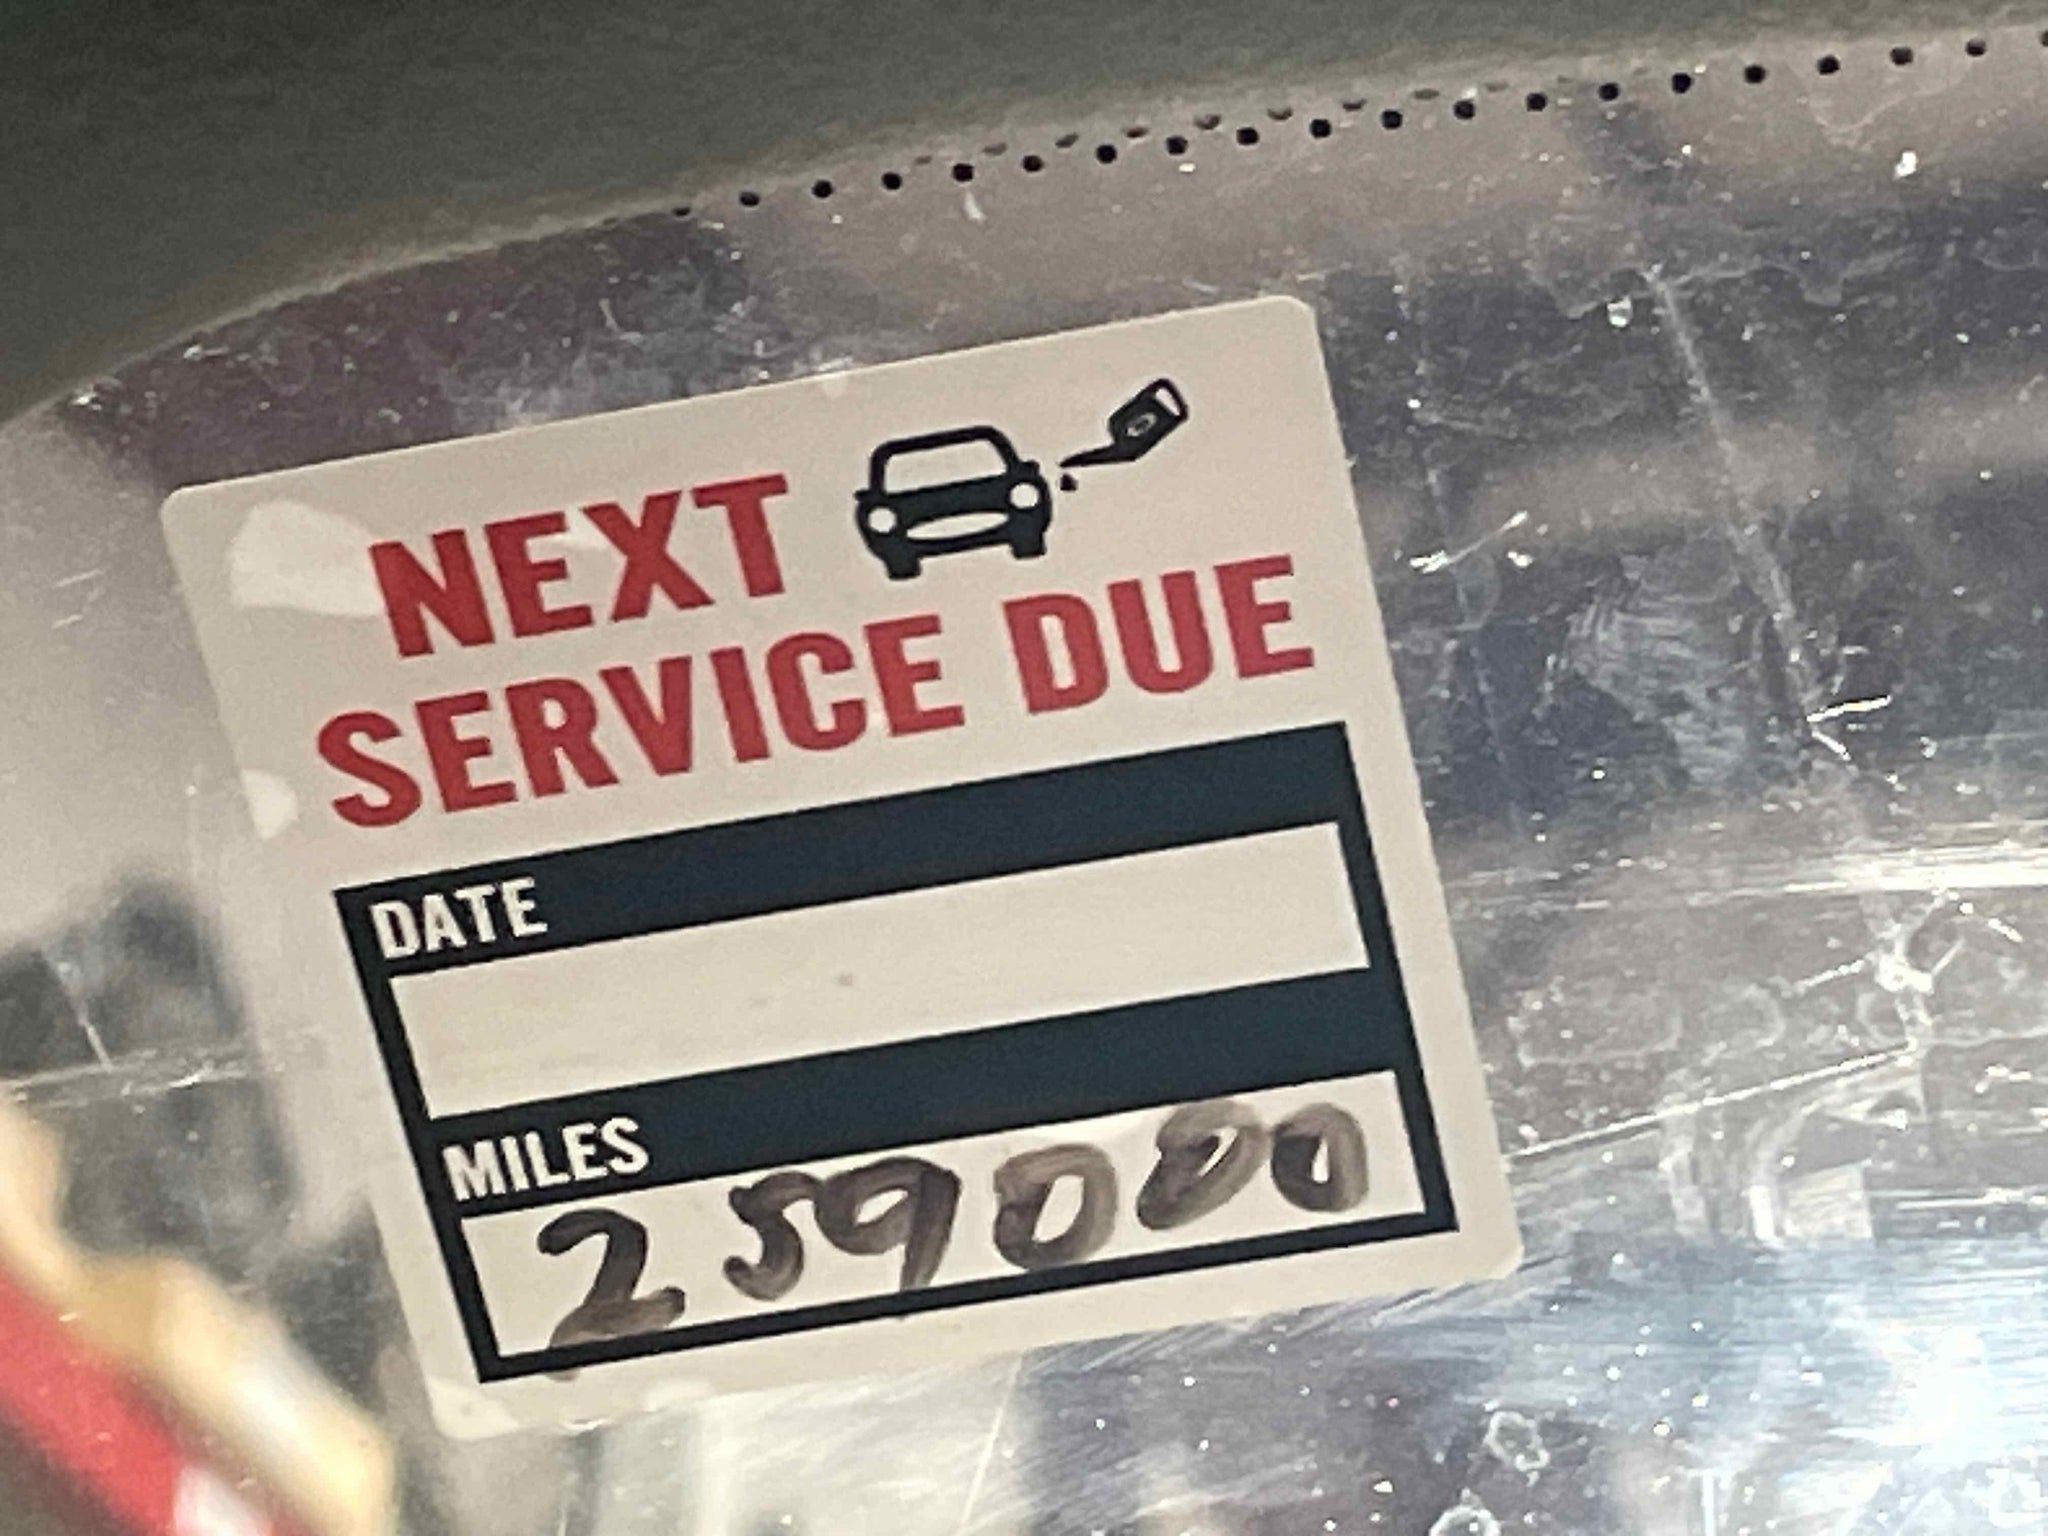 NEXT
SERVICE DUE
DATE
MILES
259000